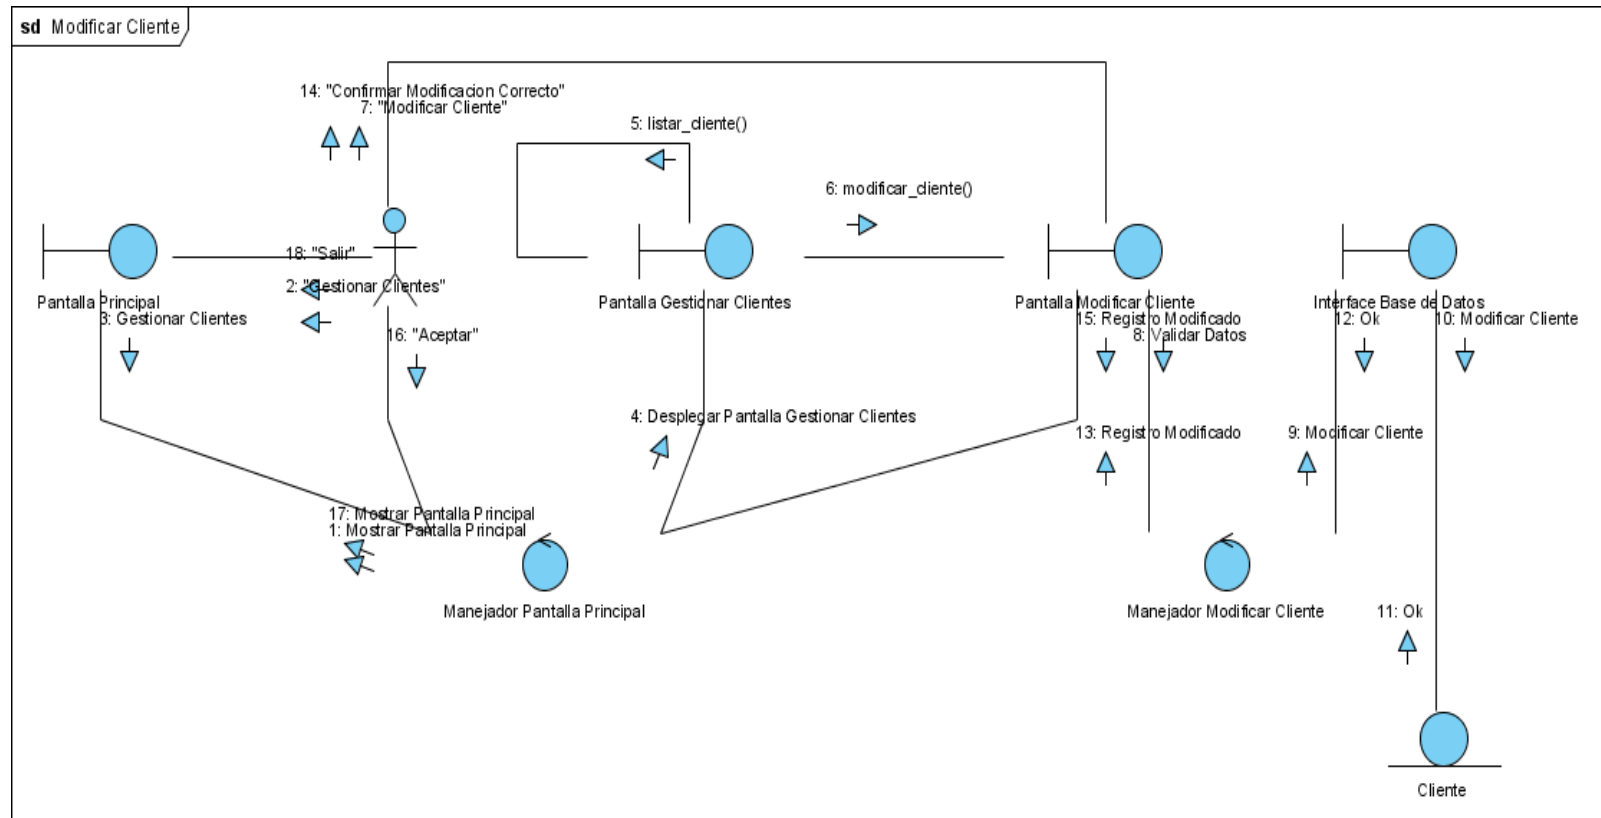 sd Modificar Cliente
14: "Confirmar Modificacion Correcto"
7: "Modificar Cliente"
5: listar_cliente()
6: modificar_cliente()
18: "Salir"
2: "Gestionar Clientes"
Pantalla Principal
Pantalla Gestionar Clientes
Pantalla Modificar Cliente
Interface Base de Datos
3: Gestionar Clientes
15: Registro Modificado
12: Ok
10: Modificar Cliente
16: "Aceptar"
8: Validar Datos
4: Desplegar Pantalla Gestionar Clientes
13: Registro Modificado
9: Modificar Cliente
17: Mostrar Pantalla Principal
1: Mostrar Pantalla Principal
Manejador Pantalla Principal
Manejador Modificar Cliente
11: Ok
Cliente